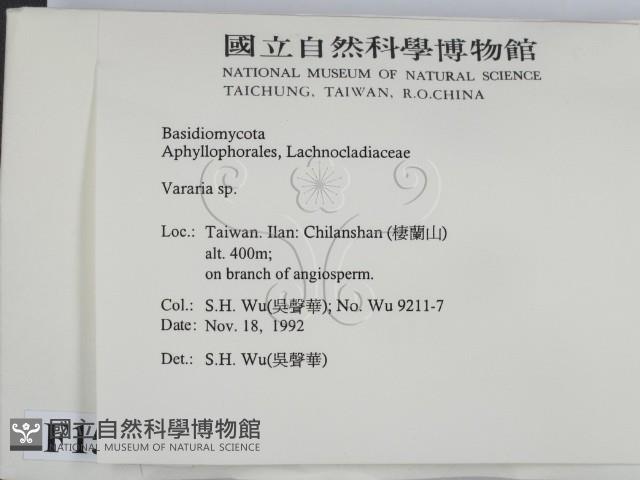 國立自然科學博物館
NATIONAL MUSEUM OF NATURAL SCIENCE
TAICHUNG, TAIWAN, R.O.CHINA
Basidiomycota
Aphyllophorales, Lachnocladiaceae
Vararia sp.
Loc.: Taiwan. Ilan: Chilanshan (棲蘭山)
alt. 400m;
on branch of angiosperm.
Col.: S.H. Wu(吳聲華); No. Wu 9211-7
Date: Nov. 18, 1992
Det.: S.H. Wu(吳聲華)
國立自然科學博物館
NATIONAL MUSEUM OF NATURAL SCIENCE